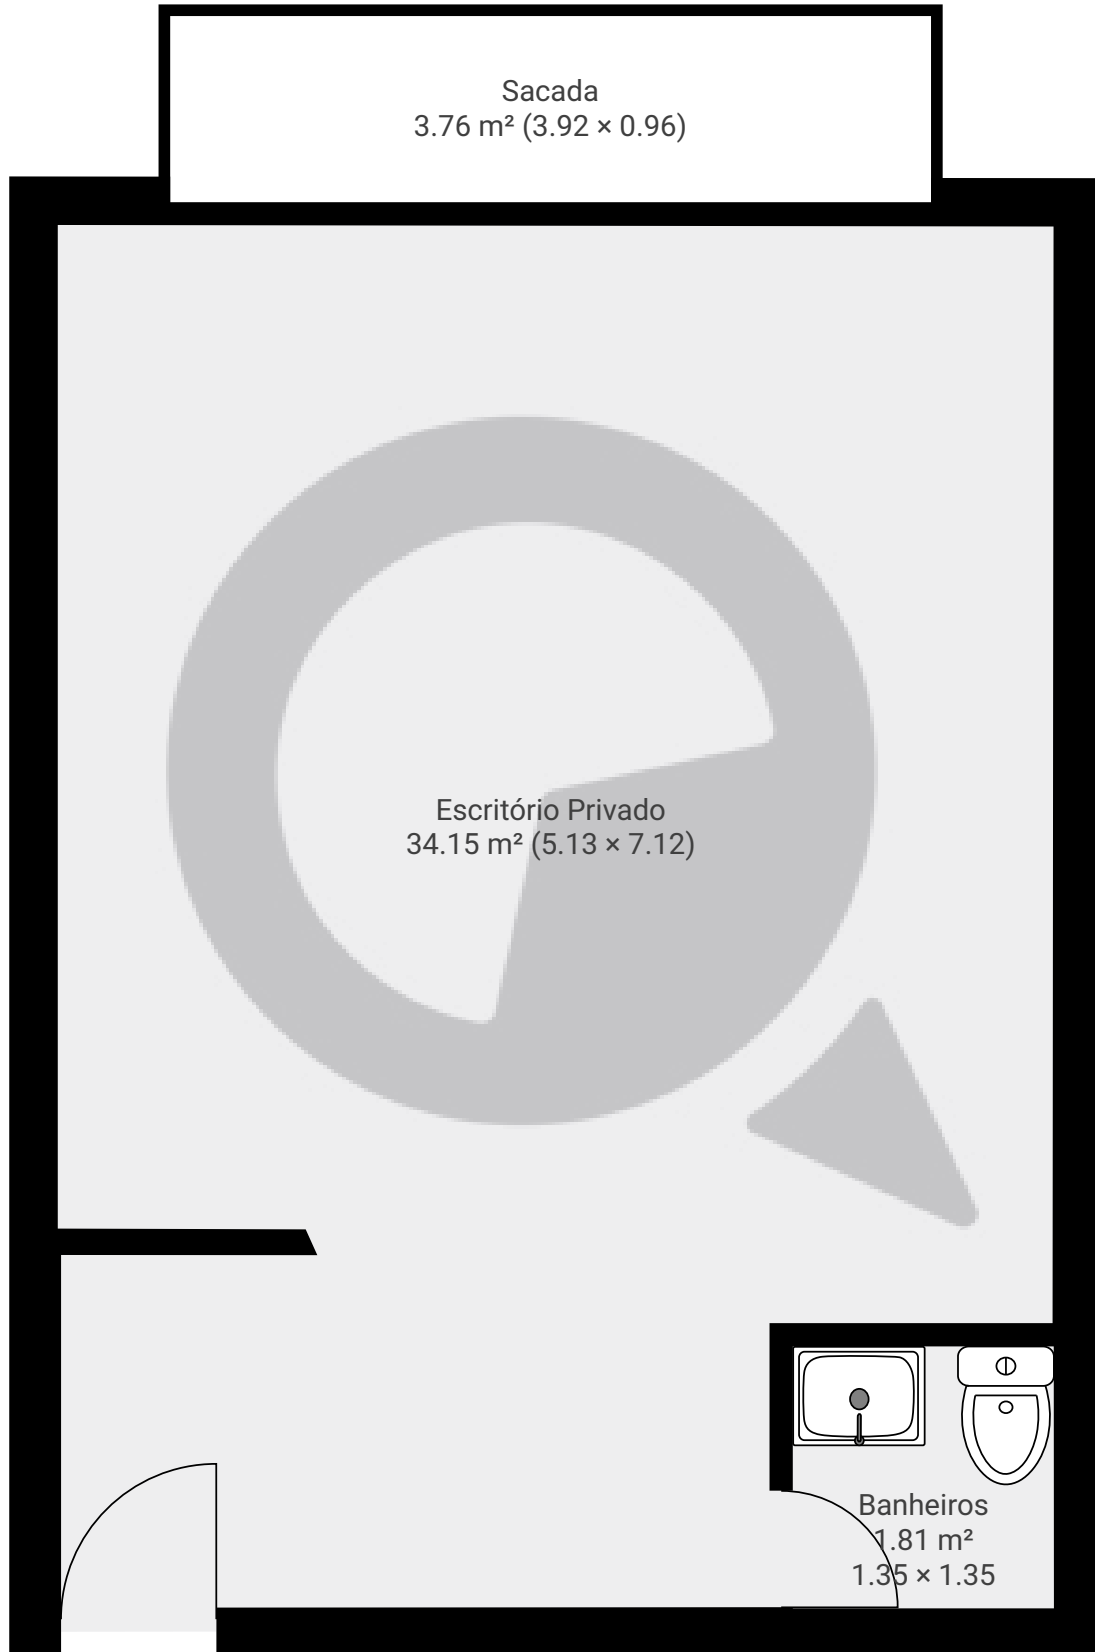 Sacada
3.76 m² (3.92 × 0.96)
Escritório Privado
34.15 m² (5.13 × 7.12)
Banheiros
1.81 m²
1.35 × 1.35